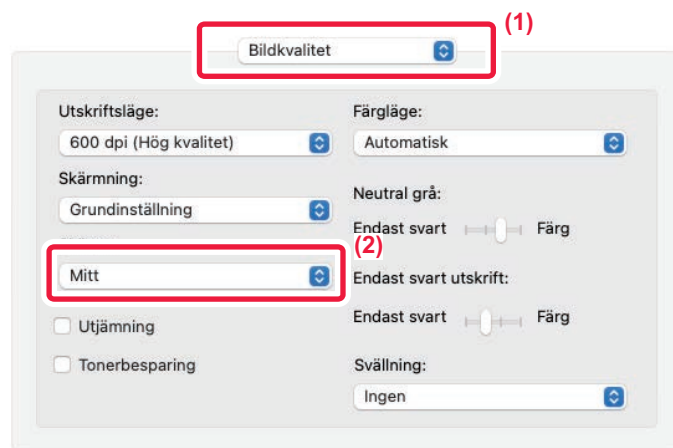 (1)
Bildkvalitet
Utskriftsläge:
600 dpi (Hög kvalitet)
Skärmning:
Grundinställning
(2)
Mitt
Utjämning
Tonerbesparing
Färgläge:
Automatisk
Neutral grå:
Endast svart Färg
Endast svart utskrift:
Endast svart Färg
Svällning:
Ingen